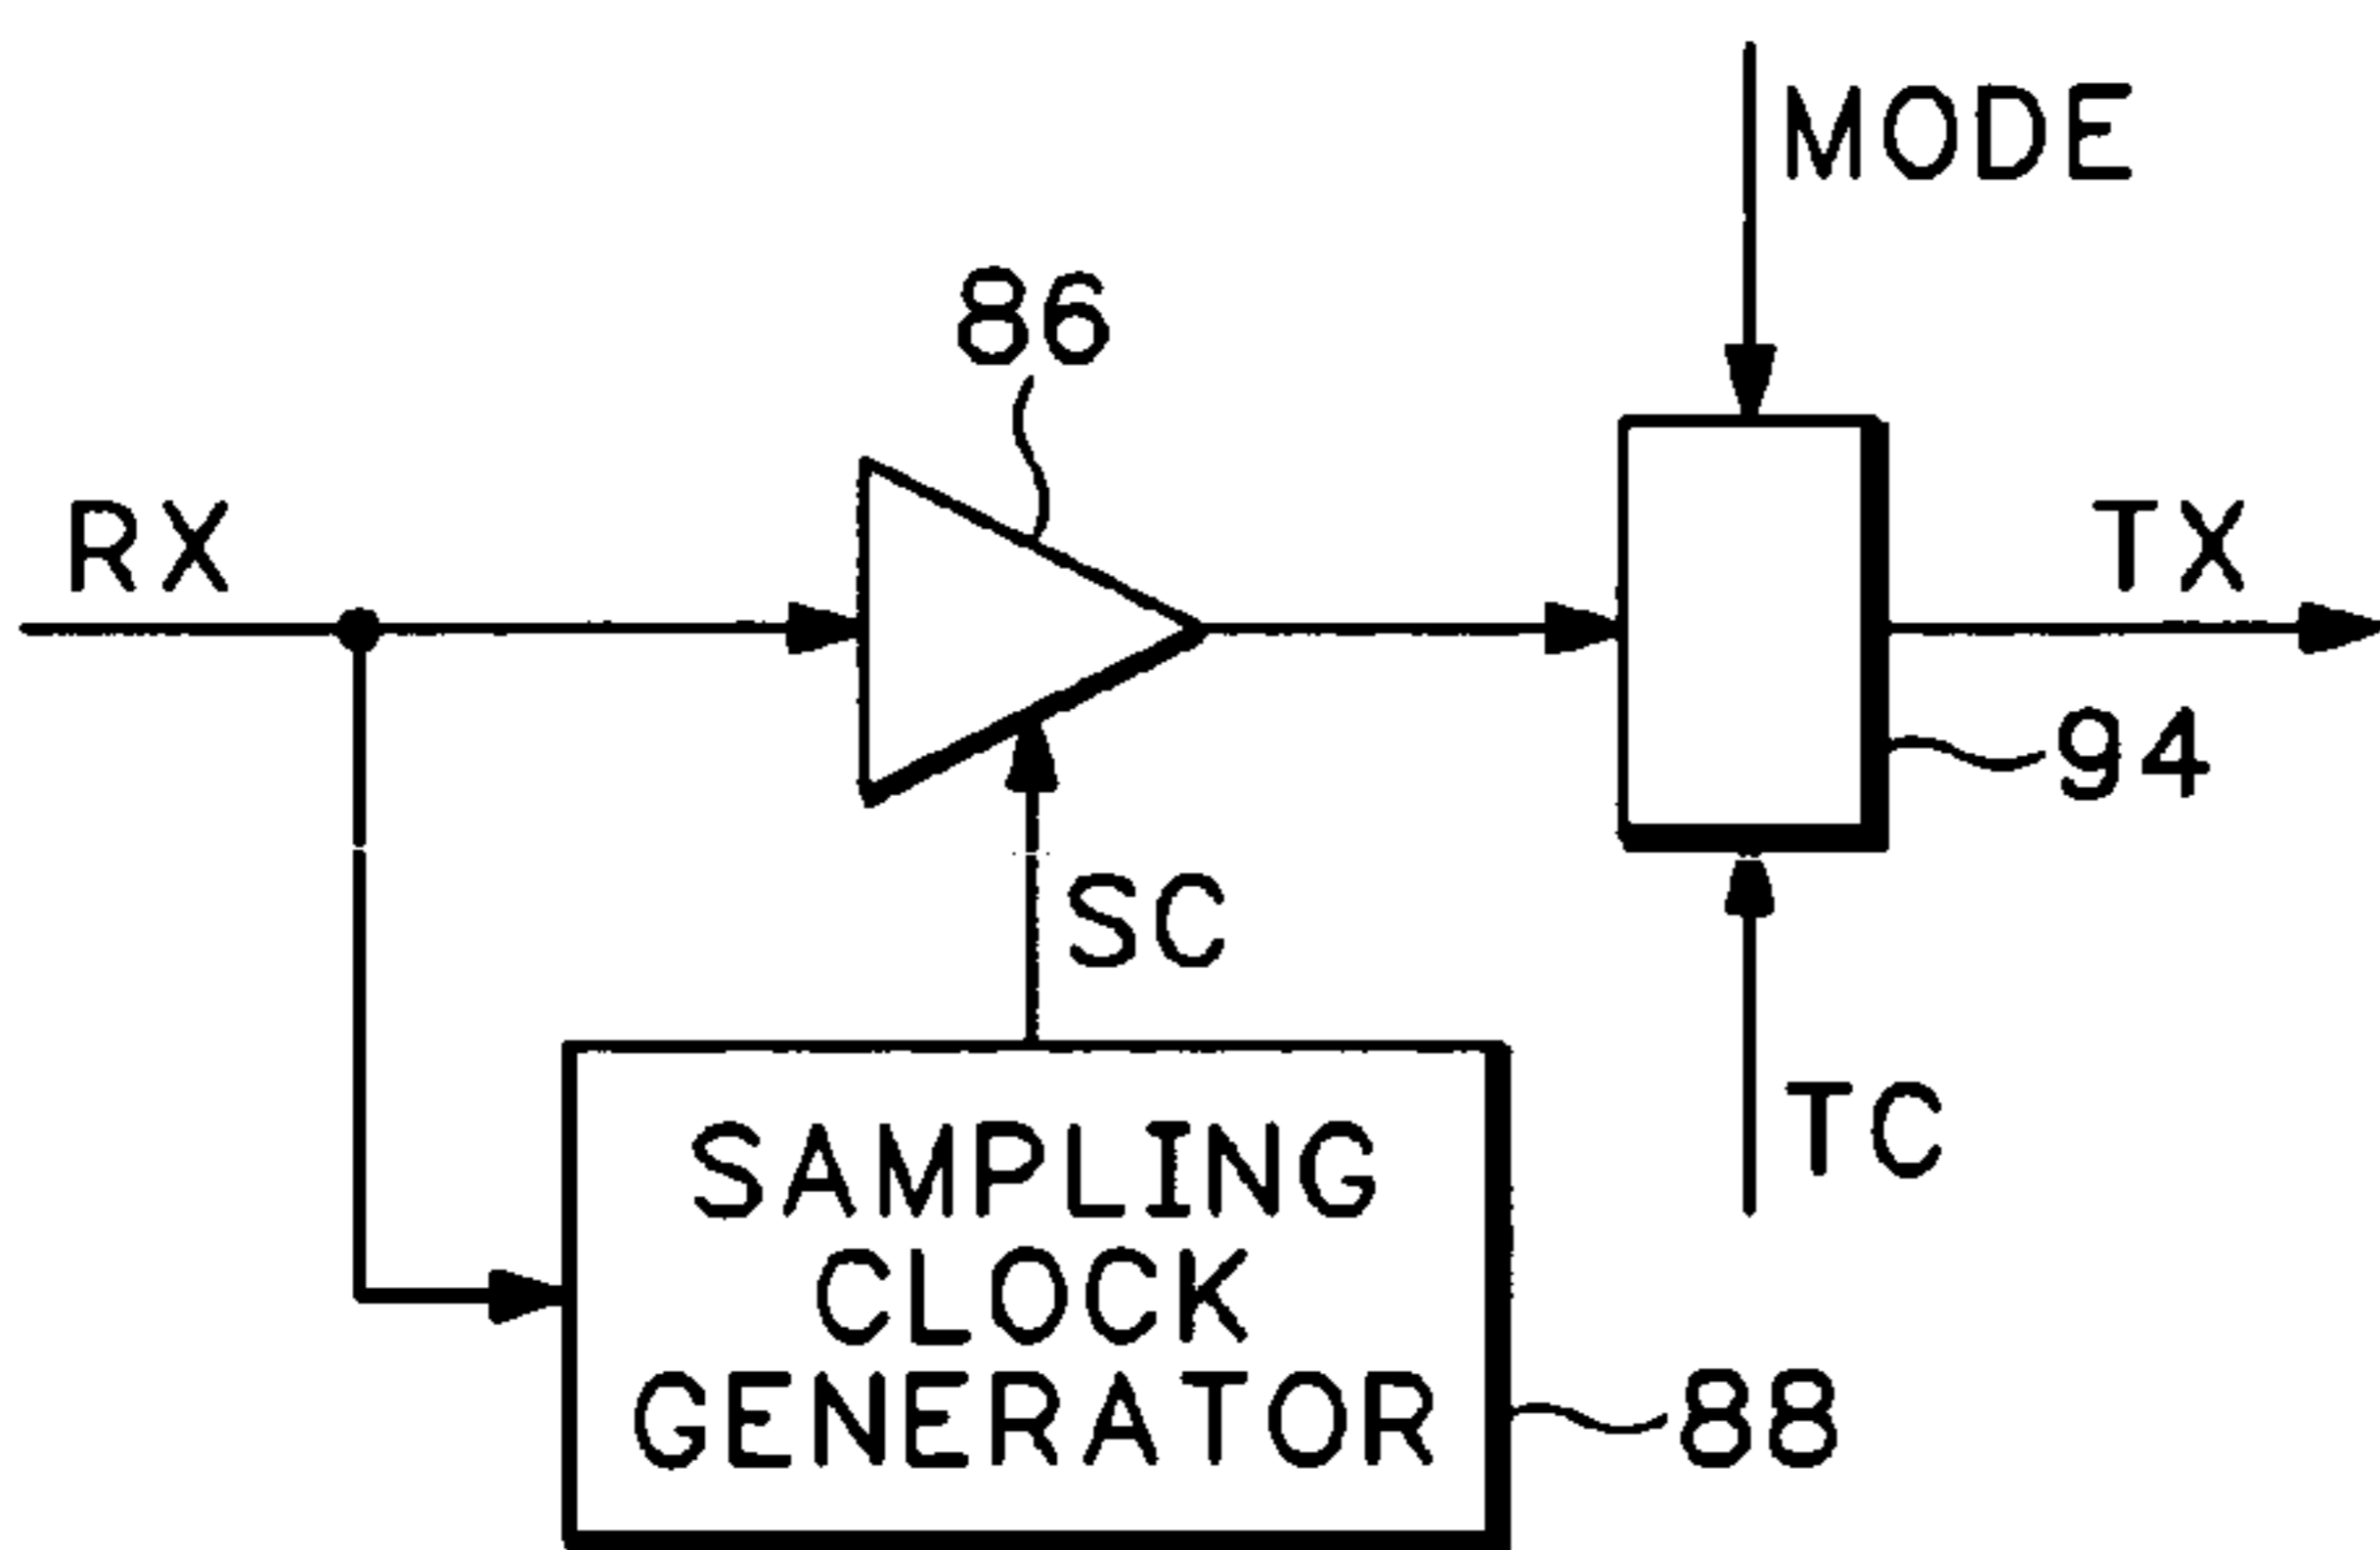 MODE
86
RX
TX
94
SC
TC
SAMPLING
CLOCK
GENERATOR
88